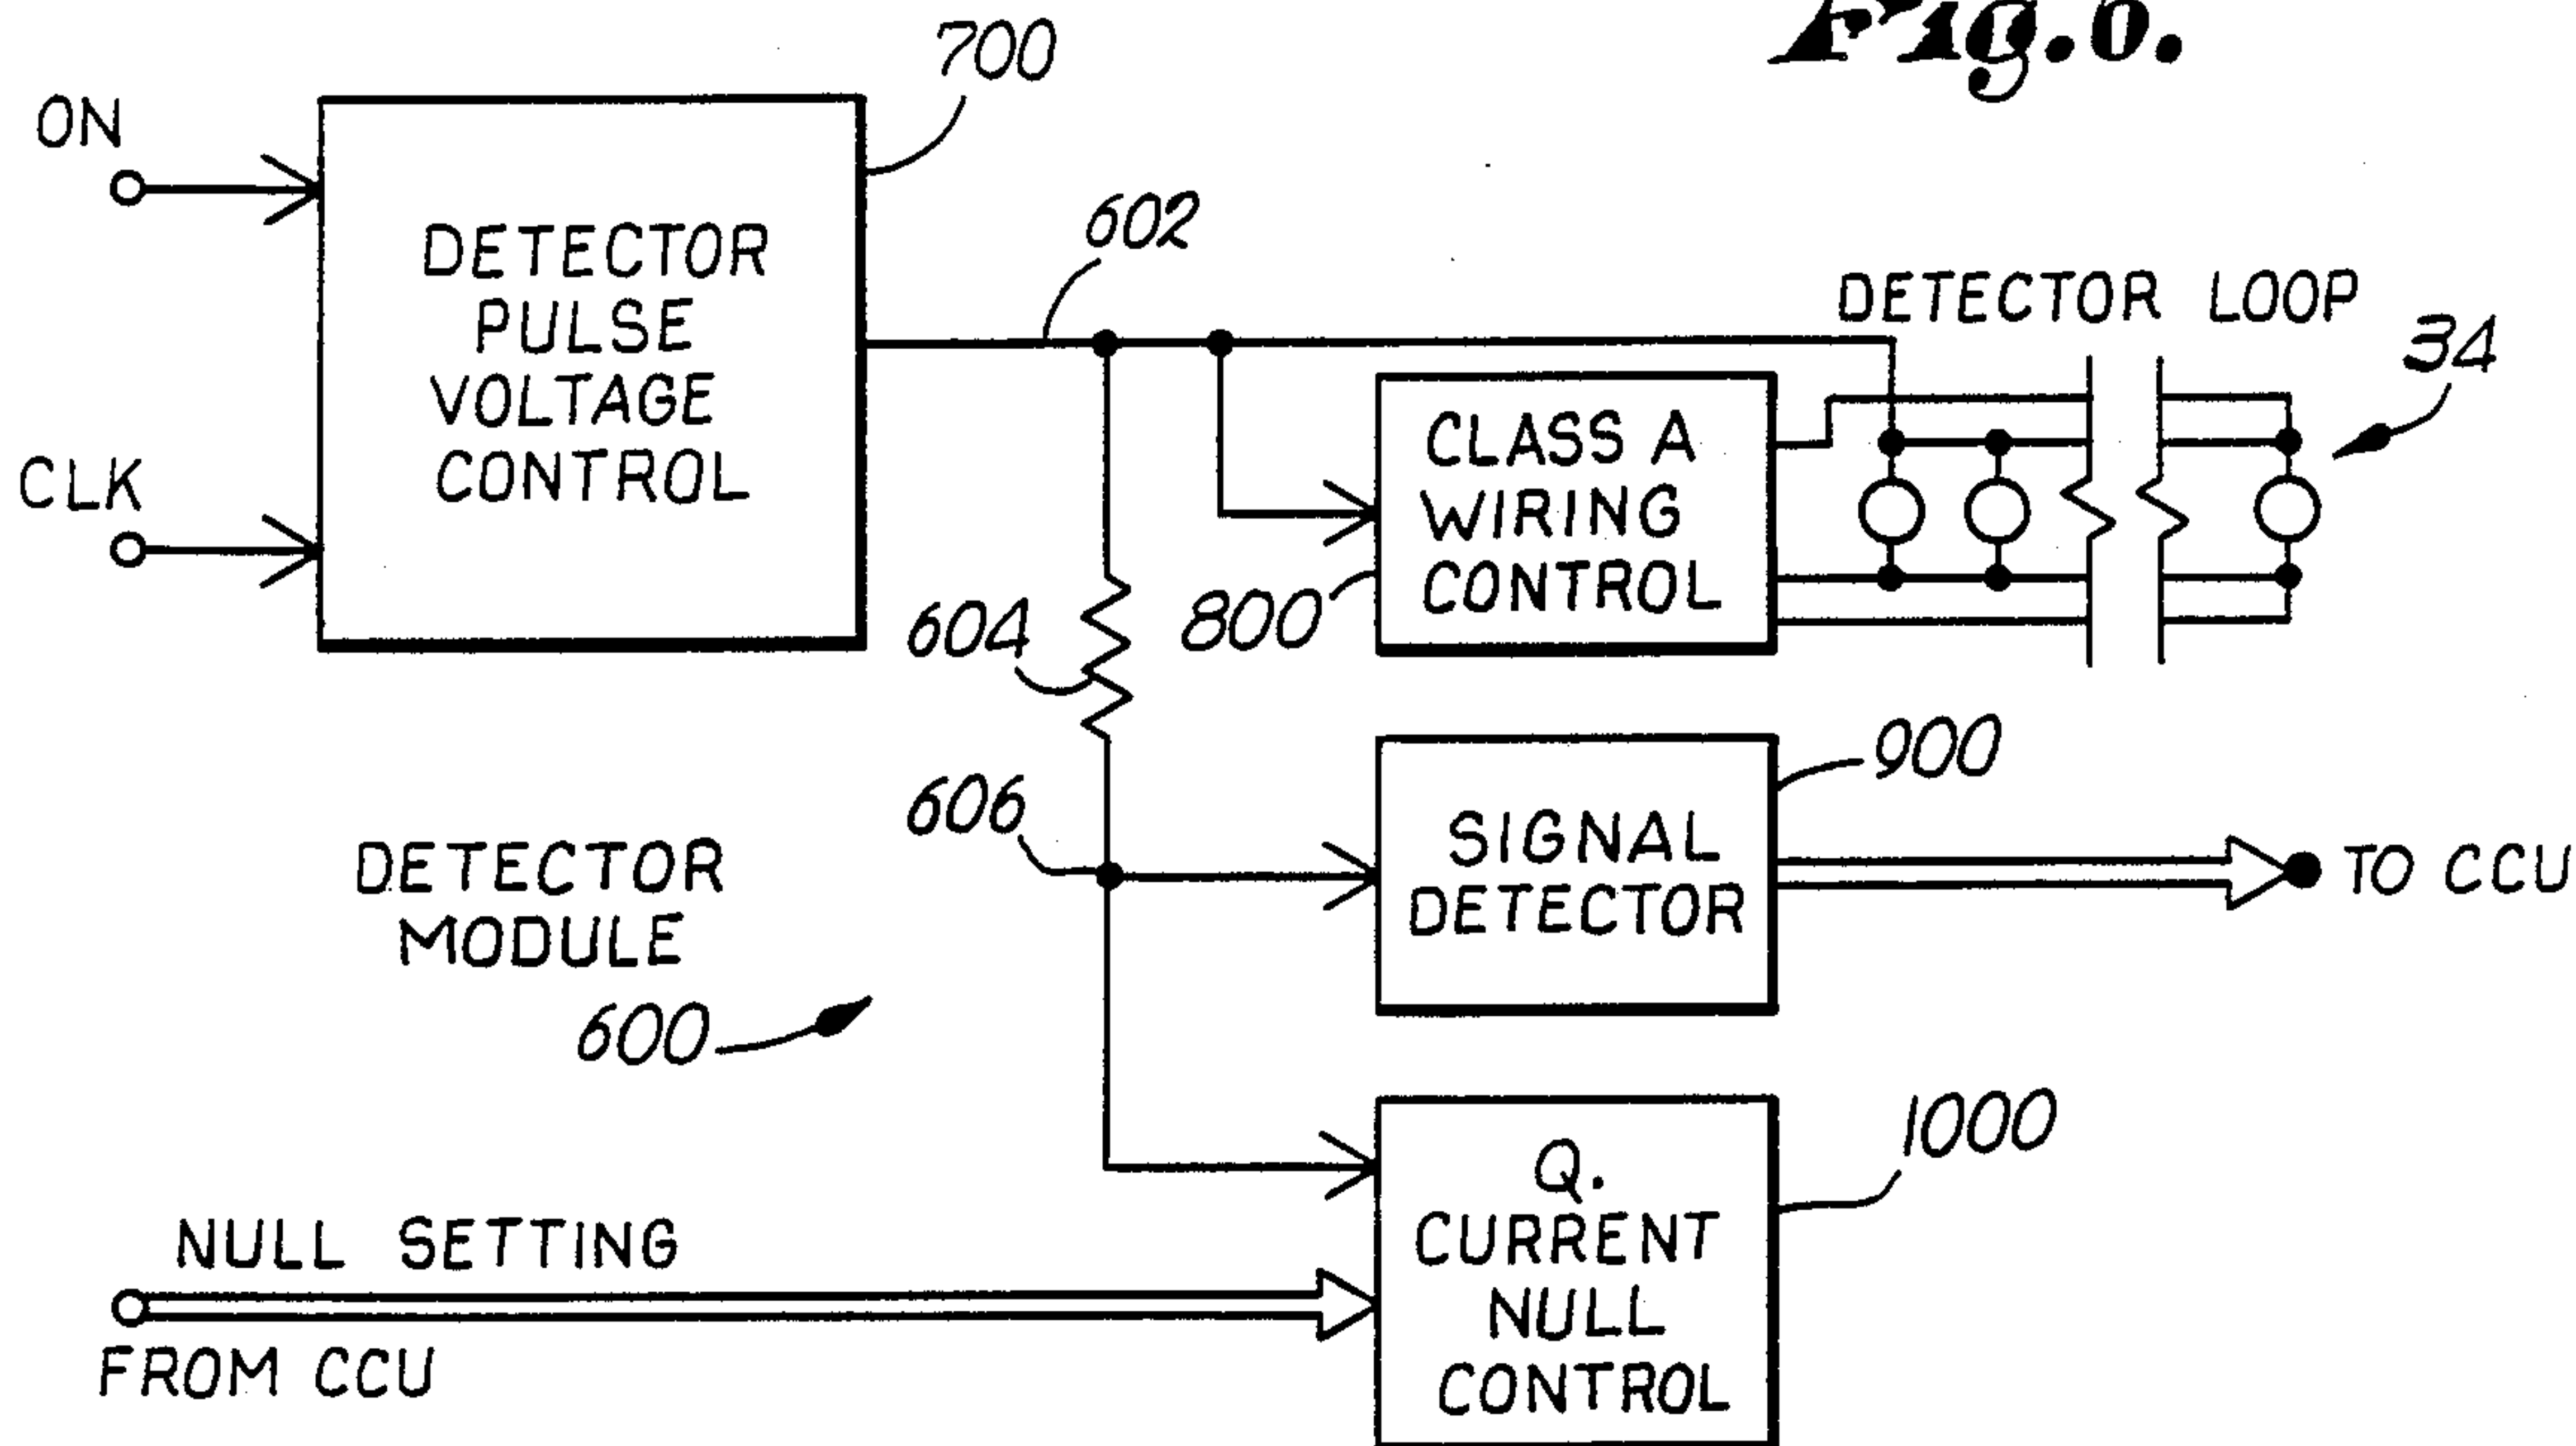 Fig. 6.
700
ON
DETECTOR
PULSE
VOLTAGE
CONTROL
CLK
602
DETECTOR LOOP
34
CLASS A
WIRING
CONTROL
800
604
606
900
SIGNAL
DETECTOR
TO CCU
DETECTOR
MODULE
600
1000
Q.
CURRENT
NULL
CONTROL
NULL SETTING
FROM CCU